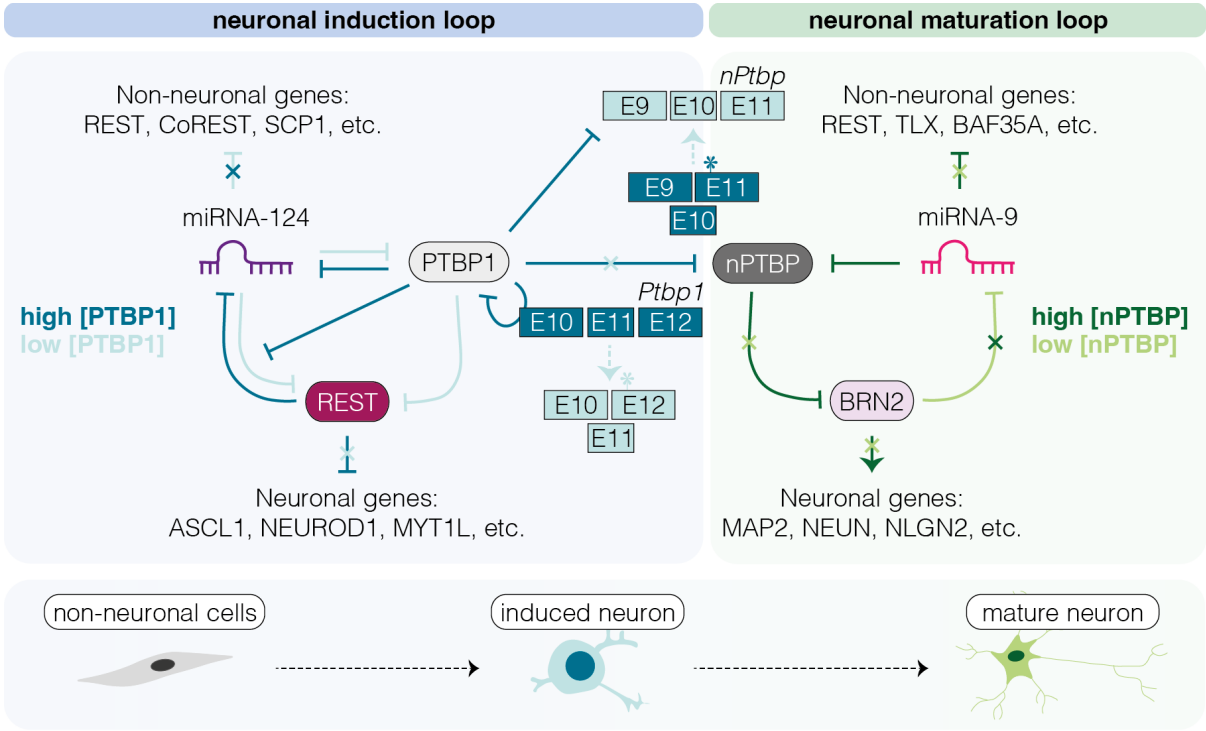 neuronal induction loop
neuronal maturation loop
Non-neuronal genes:
REST, CoREST, SCP1, etc.
miRNA-124
high [PTBP1]
low [PTBP1]
PTBP1
REST
Neuronal genes:
ASCL1, NEUROD1, MYT1L, etc.
nPtbp
E9 E10 E11
*
E9 E11
E10
Ptbp1
E10 E11 E12
*
E10 E12
E11
Non-neuronal genes:
REST, TLX, BAF35A, etc.
miRNA-9
nPTBP
high [nPTBP]
low [nPTBP]
BRN2
Neuronal genes:
MAP2, NEUN, NLGN2, etc.
non-neuronal cells
induced neuron
mature neuron